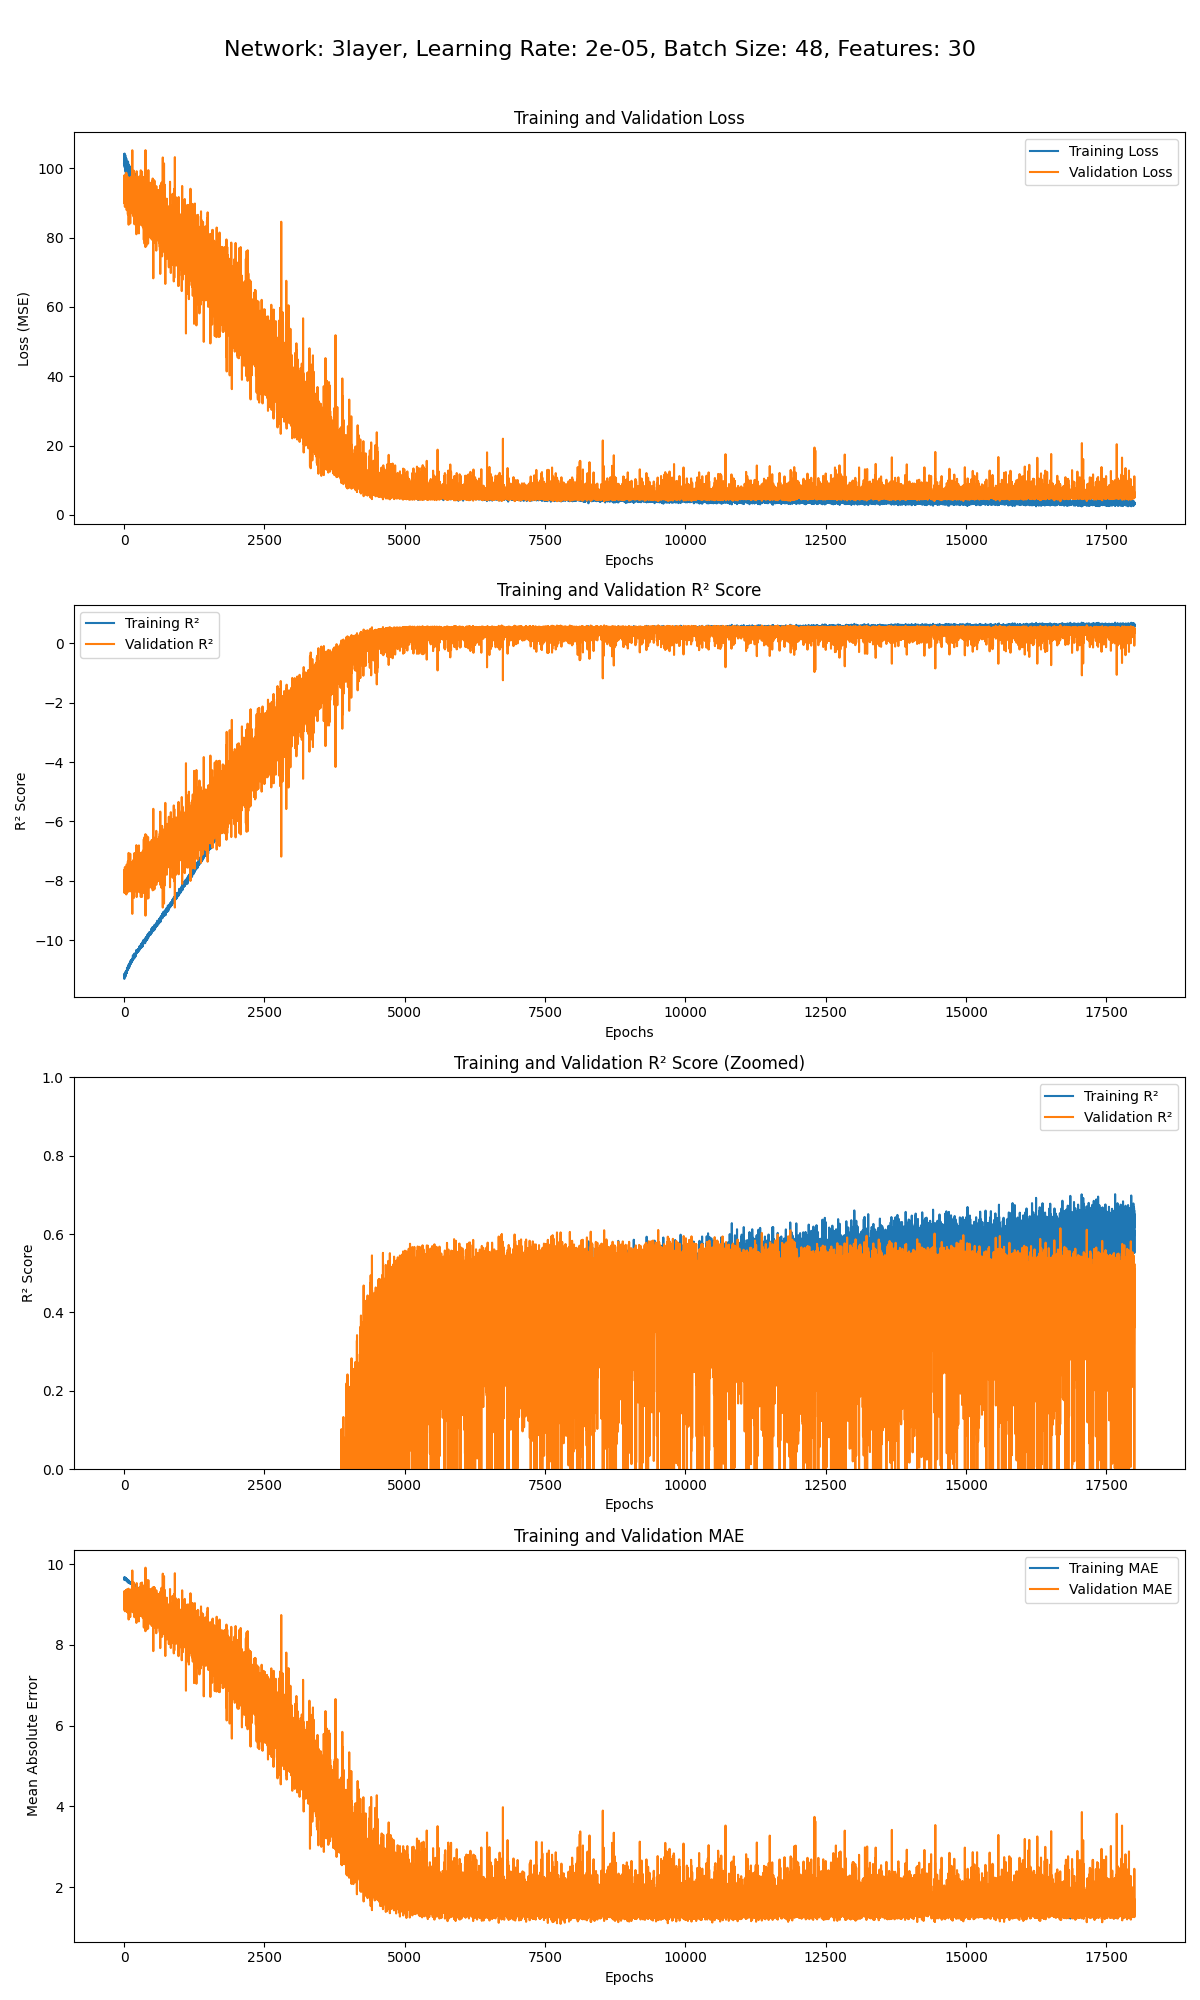 Network: 3layer, Learning Rate: 2e-05, Batch Size: 48, Features: 30
Training and Validation Loss
Training Loss
Validation Loss
100
80
60
40
20
0
Loss (MSE)
0 2500 5000 7500 10000 12500 15000 17500
Epochs
Training and Validation R² Score
Training R²
Validation R²
0
−2
−4
−6
−8
−10
R² Score
0 2500 5000 7500 10000 12500 15000 17500
Epochs
Training and Validation R² Score (Zoomed)
Training R²
Validation R²
1.0
0.8
0.6
0.4
0.2
0.0
R² Score
0 2500 5000 7500 10000 12500 15000 17500
Epochs
Training and Validation MAE
Training MAE
Validation MAE
10
8
6
4
2
Mean Absolute Error
0 2500 5000 7500 10000 12500 15000 17500
Epochs